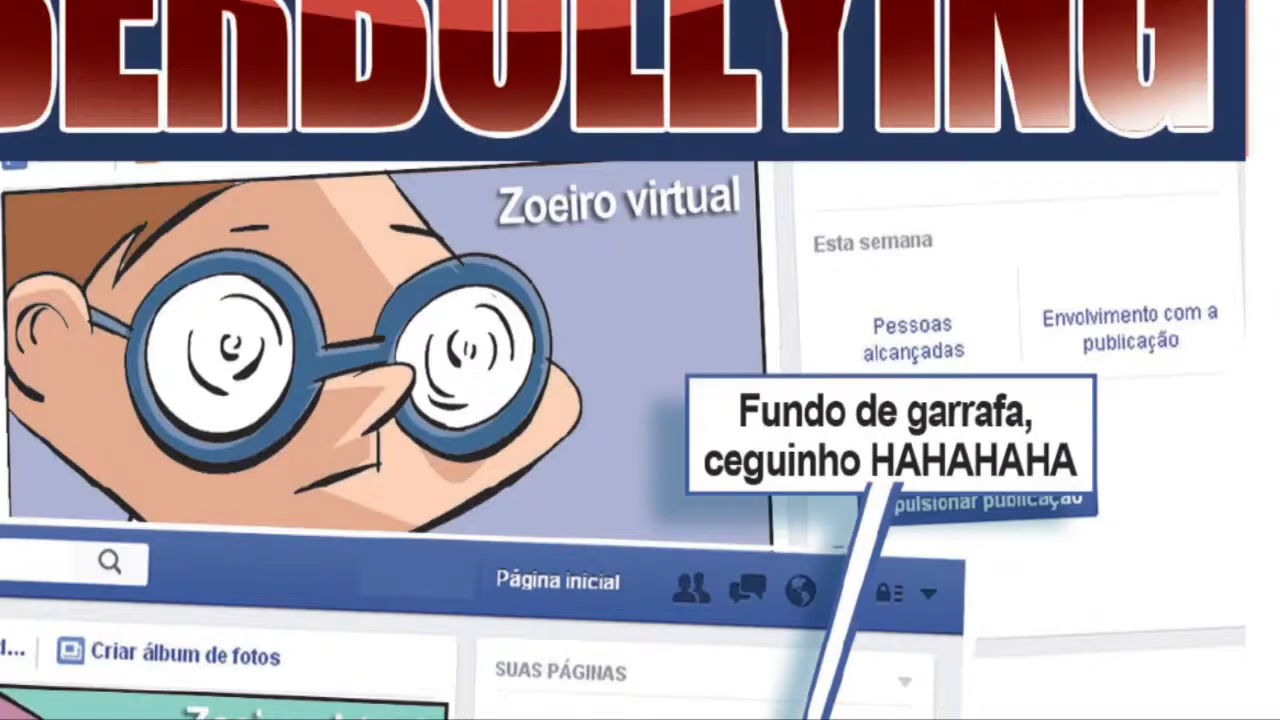 BERBULLYING
Zoeiro virtual
Esta semana
Pessoas
alcançadas
Envolvimento com a
publicação
Fundo de garrafa,
ceguinho HAHAHAHA
pulsionar publicação
Página inicial
Criar álbum de fotos
SUAS PÁGINAS